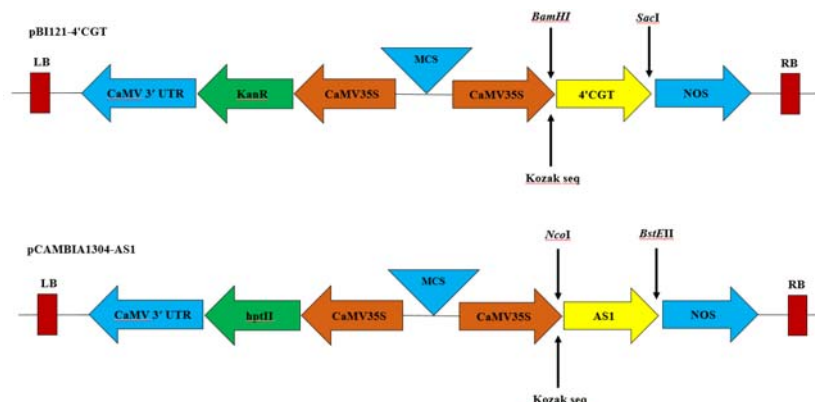 pBI121-4'CGT
BamHI
SacI
LB
MCS
RB
CaMV 3' UTR
KanR
CaMV35S
CaMV35S
4'CGT
NOS
Kozak seq
pCAMBIA1304-AS1
NcoI
BstEII
LB
MCS
RB
CaMV 3' UTR
hptII
CaMV35S
CaMV35S
AS1
NOS
Kozak seq